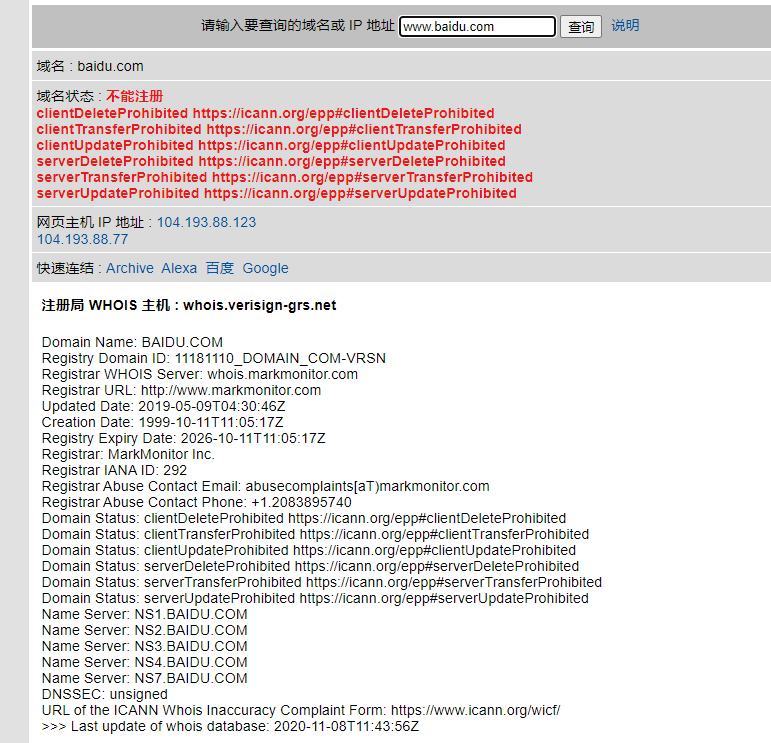 请输入要查询的域名或 IP 地址 www.baidu.com 查询 说明
域名 : baidu.com
域名状态 : 不能注册
clientDeleteProhibited https://icann.org/epp#clientDeleteProhibited
clientTransferProhibited https://icann.org/epp#clientTransferProhibited
clientUpdateProhibited https://icann.org/epp#clientUpdateProhibited
serverDeleteProhibited https://icann.org/epp#serverDeleteProhibited
serverTransferProhibited https://icann.org/epp#serverTransferProhibited
serverUpdateProhibited https://icann.org/epp#serverUpdateProhibited
网页主机 IP 地址 : 104.193.88.123
104.193.88.77
快速连结 : Archive Alexa 百度 Google
注册局 WHOIS 主机 : whois.verisign-grs.net
Domain Name: BAIDU.COM
Registry Domain ID: 11181110_DOMAIN_COM-VRSN
Registrar WHOIS Server: whois.markmonitor.com
Registrar URL: http://www.markmonitor.com
Updated Date: 2019-05-09T04:30:46Z
Creation Date: 1999-10-11T11:05:17Z
Registry Expiry Date: 2026-10-11T11:05:17Z
Registrar: MarkMonitor Inc.
Registrar IANA ID: 292
Registrar Abuse Contact Email: abusecomplaints[aT)markmonitor.com
Registrar Abuse Contact Phone: +1.2083895740
Domain Status: clientDeleteProhibited https://icann.org/epp#clientDeleteProhibited
Domain Status: clientTransferProhibited https://icann.org/epp#clientTransferProhibited
Domain Status: clientUpdateProhibited https://icann.org/epp#clientUpdateProhibited
Domain Status: serverDeleteProhibited https://icann.org/epp#serverDeleteProhibited
Domain Status: serverTransferProhibited https://icann.org/epp#serverTransferProhibited
Domain Status: serverUpdateProhibited https://icann.org/epp#serverUpdateProhibited
Name Server: NS1.BAIDU.COM
Name Server: NS2.BAIDU.COM
Name Server: NS3.BAIDU.COM
Name Server: NS4.BAIDU.COM
Name Server: NS7.BAIDU.COM
DNSSEC: unsigned
URL of the ICANN Whois Inaccuracy Complaint Form: https://www.icann.org/wicf/
>>> Last update of whois database: 2020-11-08T11:43:56Z